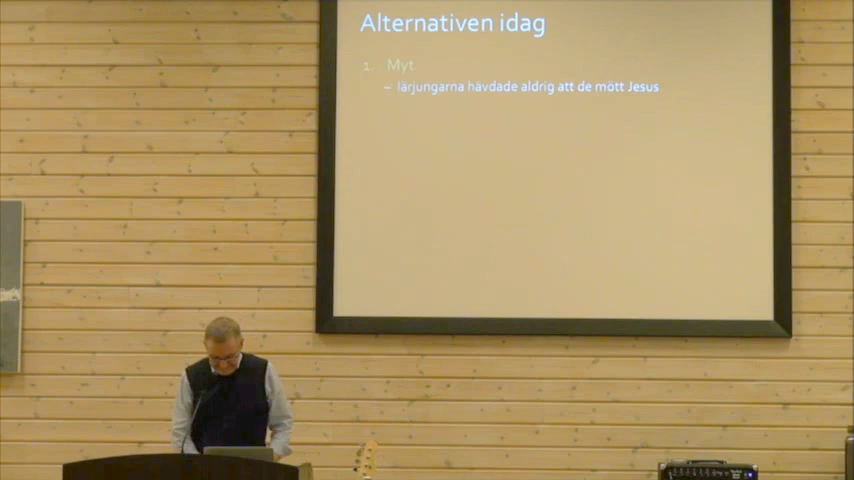 Alternativen idag
1. Myt
– lärjungarna hävdade aldrig att de mött Jesus